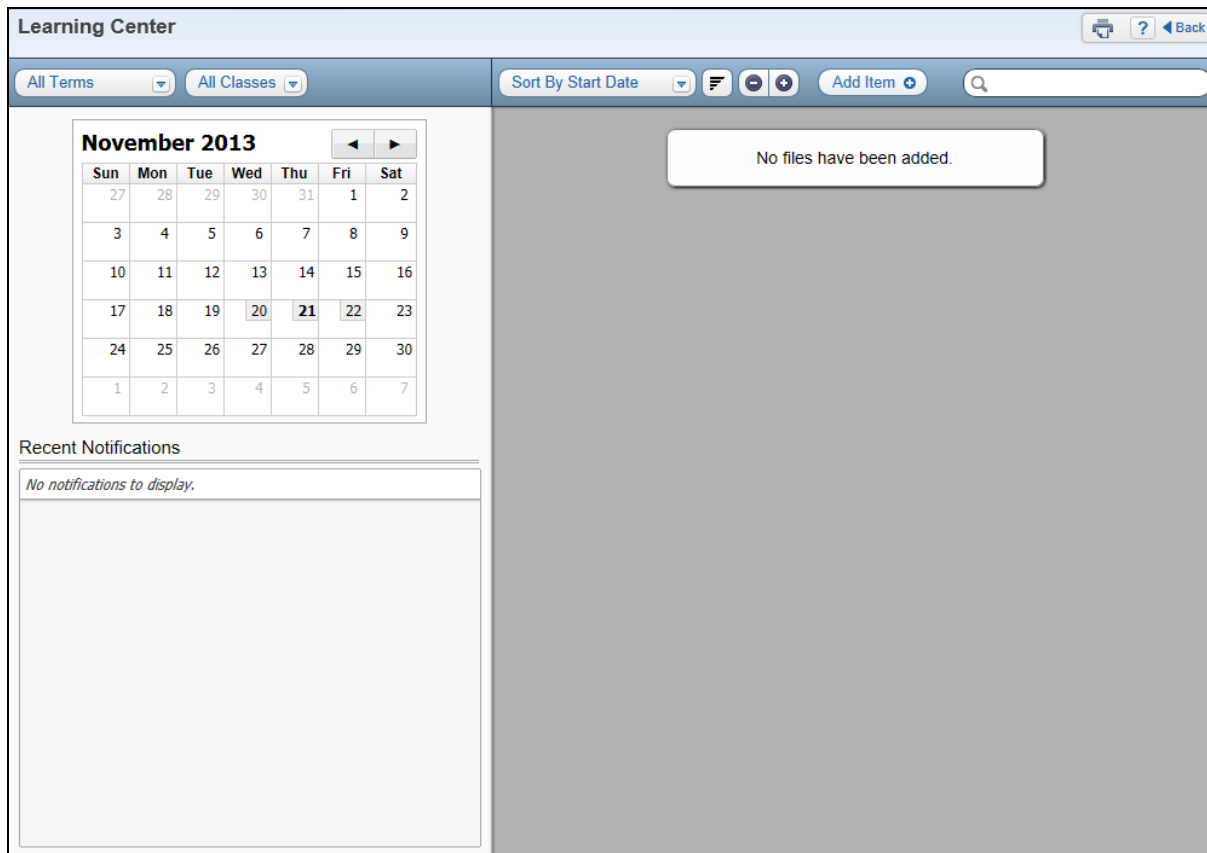 Learning Center
? Back
All Terms All Classes Sort By Start Date Add Item
November 2013
Sun Mon Tue Wed Thu Fri Sat
27 28 29 30 31 1 2
3 4 5 6 7 8 9
10 11 12 13 14 15 16
17 18 19 20 21 22 23
24 25 26 27 28 29 30
1 2 3 4 5 6 7
Recent Notifications
No notifications to display.
No files have been added.